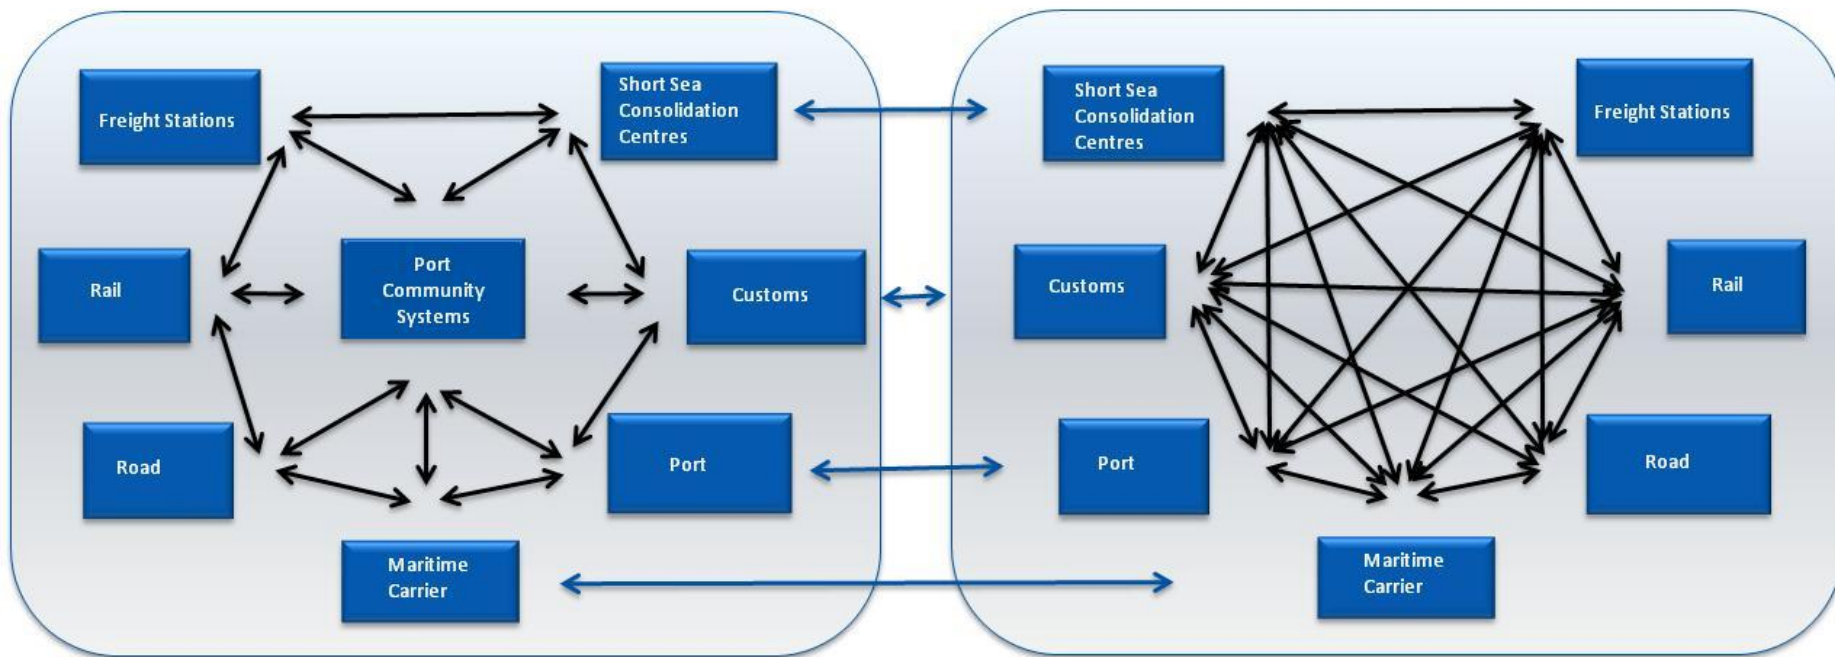 Freight Stations
Short Sea
Consolidation
Centres
Rail
Port
Community
Systems
Customs
Road
Port
Maritime
Carrier
Short Sea
Consolidation
Centres
Freight Stations
Customs
Rail
Port
Road
Maritime
Carrier